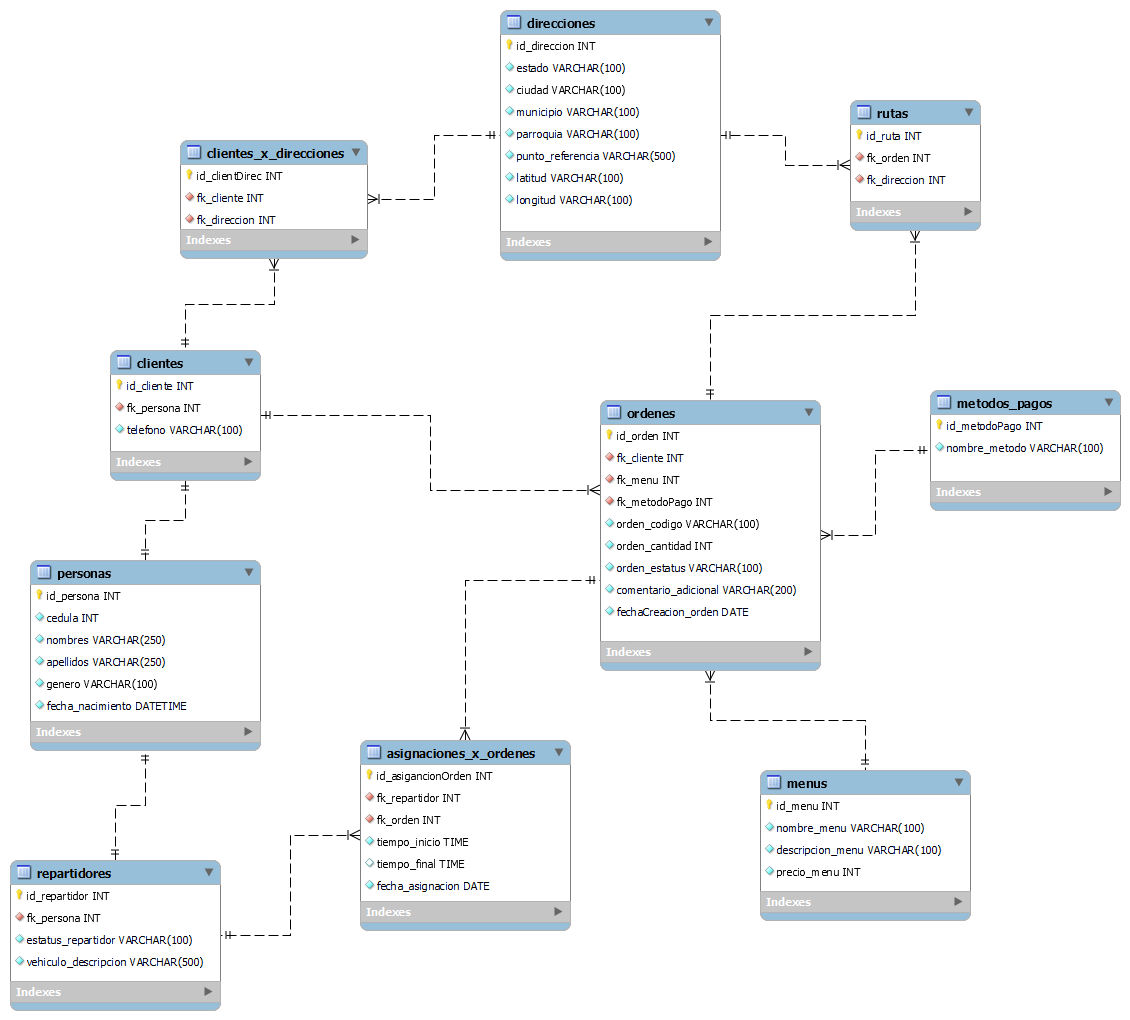 direcciones
id_direccion INT
estado VARCHAR(100)
ciudad VARCHAR(100)
municipio VARCHAR(100)
parroquia VARCHAR(100)
punto_referencia VARCHAR(500)
latitud VARCHAR(100)
longitud VARCHAR(100)
Indexes
rutas
id_ruta INT
fk_orden INT
fk_direccion INT
Indexes
clientes_x_direcciones
id_clientDirec INT
fk_cliente INT
fk_direccion INT
Indexes
clientes
id_cliente INT
fk_persona INT
telefono VARCHAR(100)
Indexes
ordenes
id_orden INT
fk_cliente INT
fk_menu INT
fk_metodoPago INT
orden_codigo VARCHAR(100)
orden_cantidad INT
orden_estatus VARCHAR(100)
comentario_adicional VARCHAR(200)
fechaCreacion_orden DATE
Indexes
metodos_pagos
id_metodoPago INT
nombre_metodo VARCHAR(100)
Indexes
personas
id_persona INT
cedula INT
nombres VARCHAR(250)
apellidos VARCHAR(250)
genero VARCHAR(100)
fecha_nacimiento DATETIME
Indexes
asignaciones_x_ordenes
id_asigancionOrden INT
fk_repartidor INT
fk_orden INT
tiempo_inicio TIME
tiempo_final TIME
fecha_asignacion DATE
Indexes
menus
id_menu INT
nombre_menu VARCHAR(100)
descripcion_menu VARCHAR(100)
precio_menu INT
Indexes
repartidores
id_repartidor INT
fk_persona INT
estatus_repartidor VARCHAR(100)
vehiculo_descripcion VARCHAR(500)
Indexes